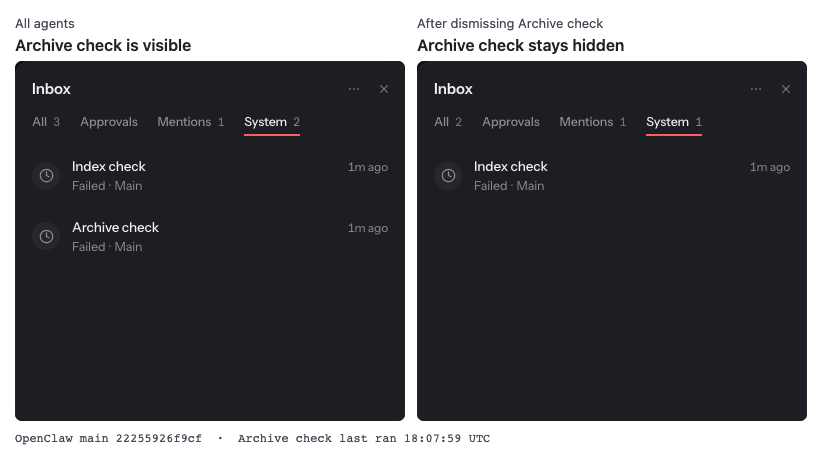 All agents
Archive check is visible
Inbox ... ×
All 3 Approvals Mentions 1 System 2
Index check 1m ago
Failed · Main
Archive check 1m ago
Failed · Main
After dismissing Archive check
Archive check stays hidden
Inbox ... ×
All 2 Approvals Mentions 1 System 1
Index check 1m ago
Failed · Main
OpenClaw main 22255926f9cf · Archive check last ran 18:07:59 UTC